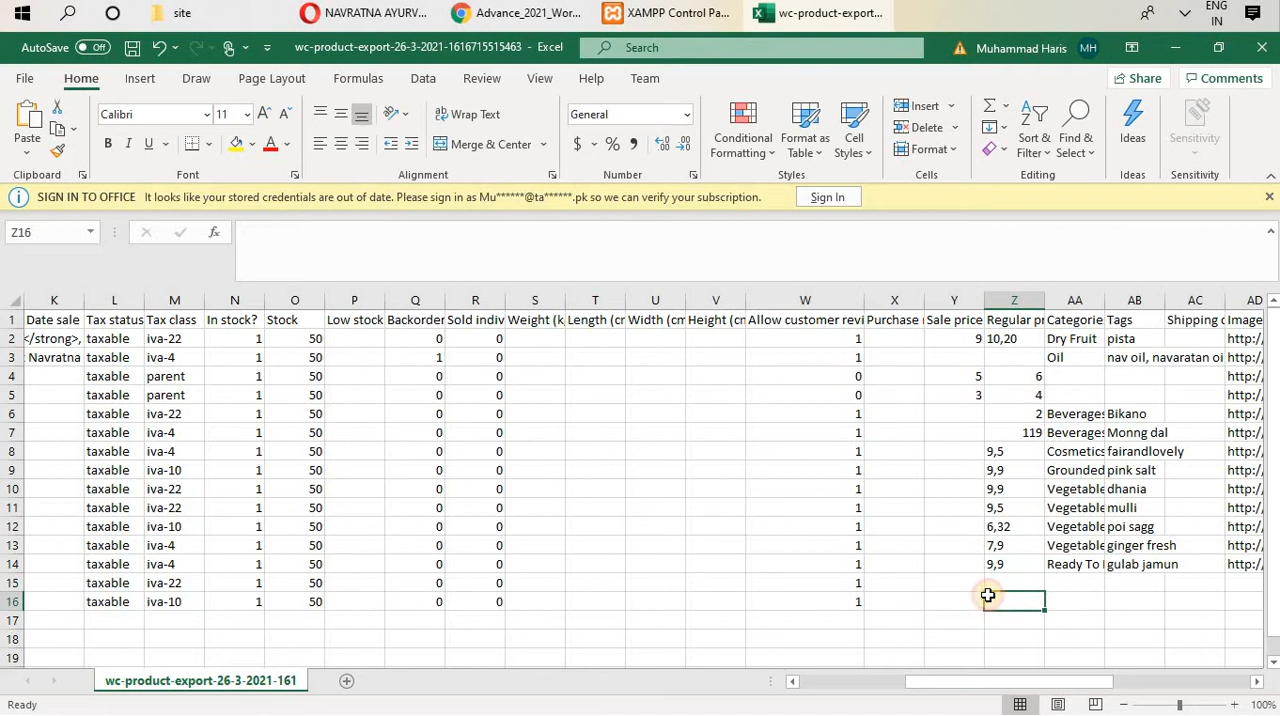 site NAVRATNA AYURV... Advance_2021_Wor... XAMPP Control Pa... wc-product-export... ENG
IN
AutoSave Off wc-product-export-26-3-2021-1616715515463 - Excel Search Muhammad Haris MH
File Home Insert Draw Page Layout Formulas Data Review View Help Team Share Comments
Calibri 11 Wrap Text General Insert
Paste B I U Merge & Center $ % Conditional Formatting Format as Table Cell Styles Delete Format Sort & Filter Find & Select Ideas Sensitivity
Clipboard Font Alignment Number Styles Cells Editing Ideas Sensitivity
SIGN IN TO OFFICE It looks like your stored credentials are out of date. Please sign in as Mu******@ta******.pk so we can verify your subscription. Sign In
Z16 fx
K L M N O P Q R S T U V W X Y Z AA AB AC AD
1 Date sale Tax status Tax class In stock? Stock Low stock Backorder Sold indiv Weight (k Length (cm Width (cm Height (cm Allow customer revi Purchase Sale price Regular pr Categorie Tags Shipping Image
2 </strong>, taxable iva-22 1 50 0 0 1 9 10,20 Dry Fruit pista http:/
3 Navratna taxable iva-4 1 50 1 0 1 Oil nav oil, navaratan oi http:/
4 taxable parent 1 50 0 0 0 5 6 http:/
5 taxable parent 1 50 0 0 0 3 4 http:/
6 taxable iva-22 1 50 0 0 1 2 Beverages Bikano http:/
7 taxable iva-4 1 50 0 0 1 119 Beverages Monng dal http:/
8 taxable iva-4 1 50 0 0 1 9,5 Cosmetics fairandlovely http:/
9 taxable iva-10 1 50 0 0 1 9,9 Grounded pink salt http:/
10 taxable iva-22 1 50 0 0 1 9,9 Vegetable dhania http:/
11 taxable iva-22 1 50 0 0 1 9,5 Vegetable mulli http:/
12 taxable iva-10 1 50 0 0 1 6,32 Vegetable poi sagg http:/
13 taxable iva-4 1 50 0 0 1 7,9 Vegetable ginger fresh http:/
14 taxable iva-4 1 50 0 0 1 9,9 Ready To gulab jamun http:/
15 taxable iva-22 1 50 0 0 1
16 taxable iva-10 1 50 0 0 1
17
18
19
wc-product-export-26-3-2021-161
Ready 100%